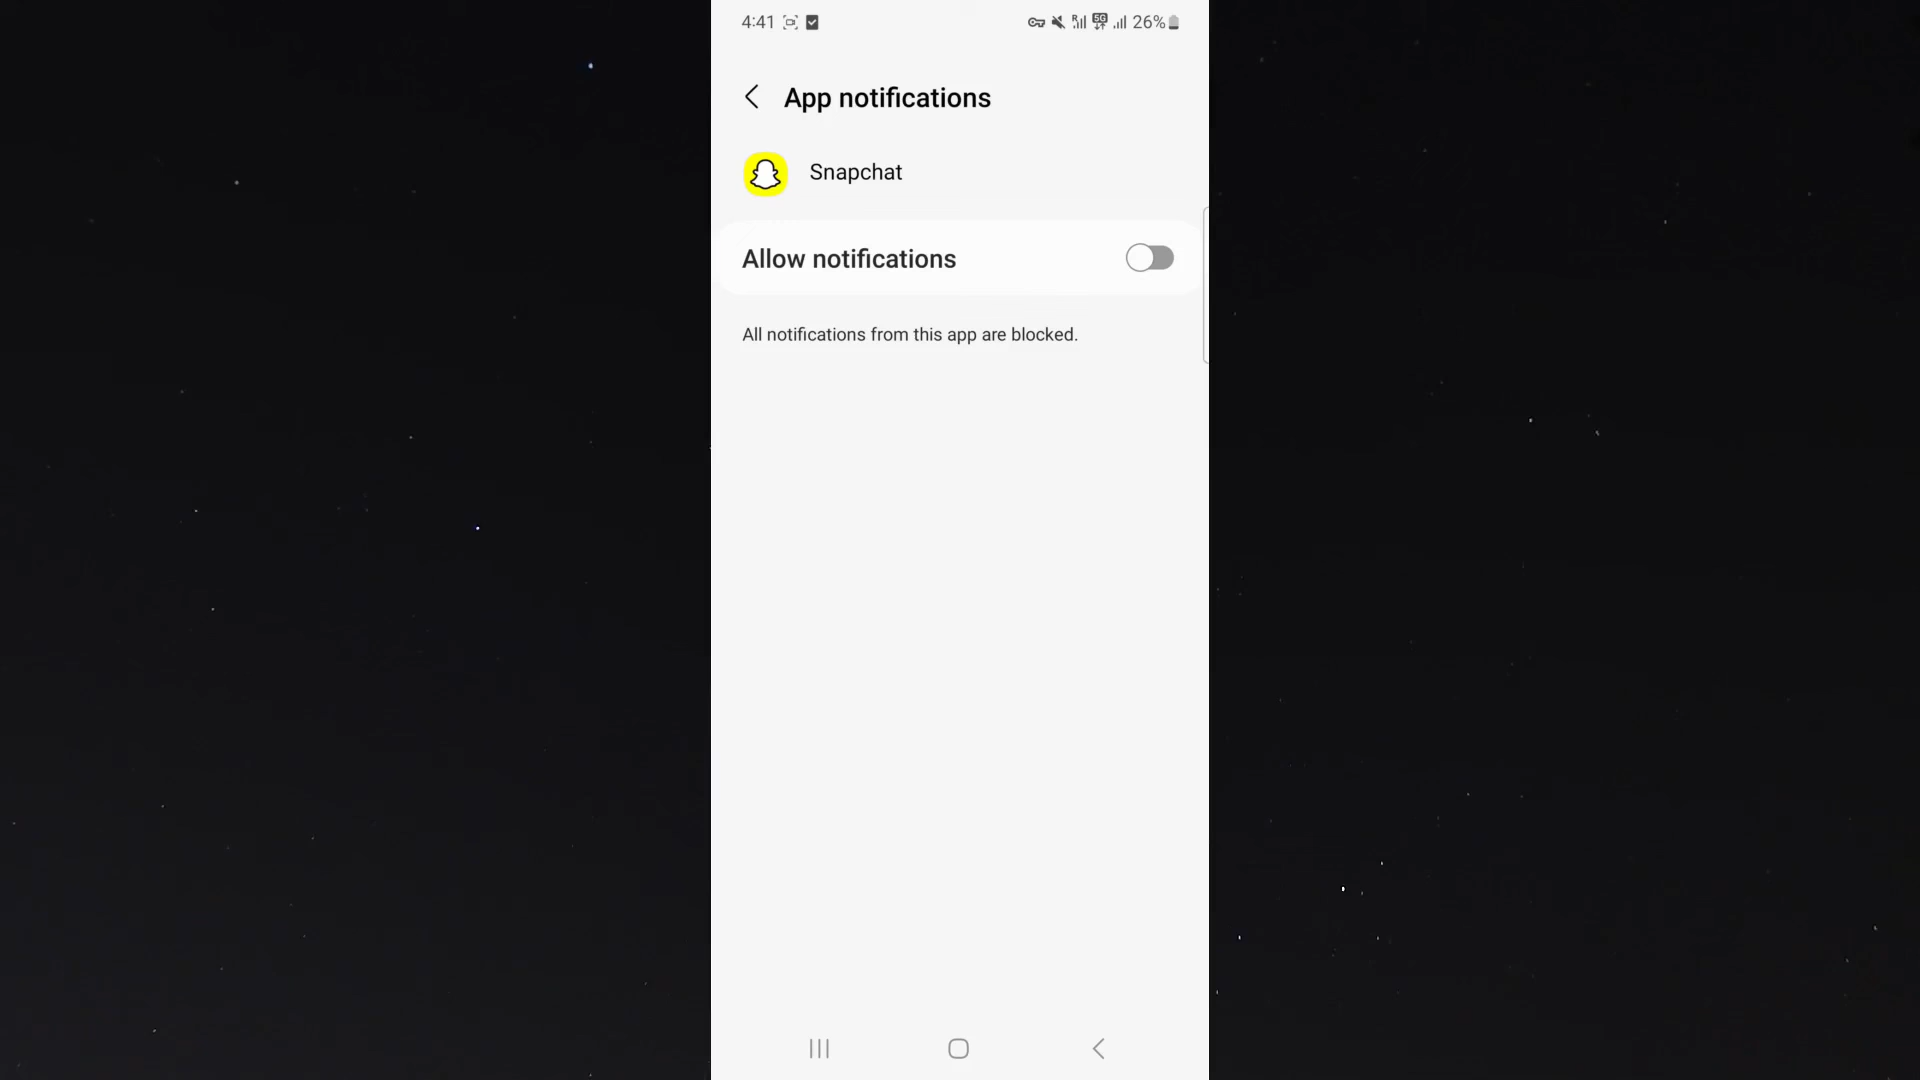 4:41 26%
App notifications
Snapchat
Allow notifications
All notifications from this app are blocked.